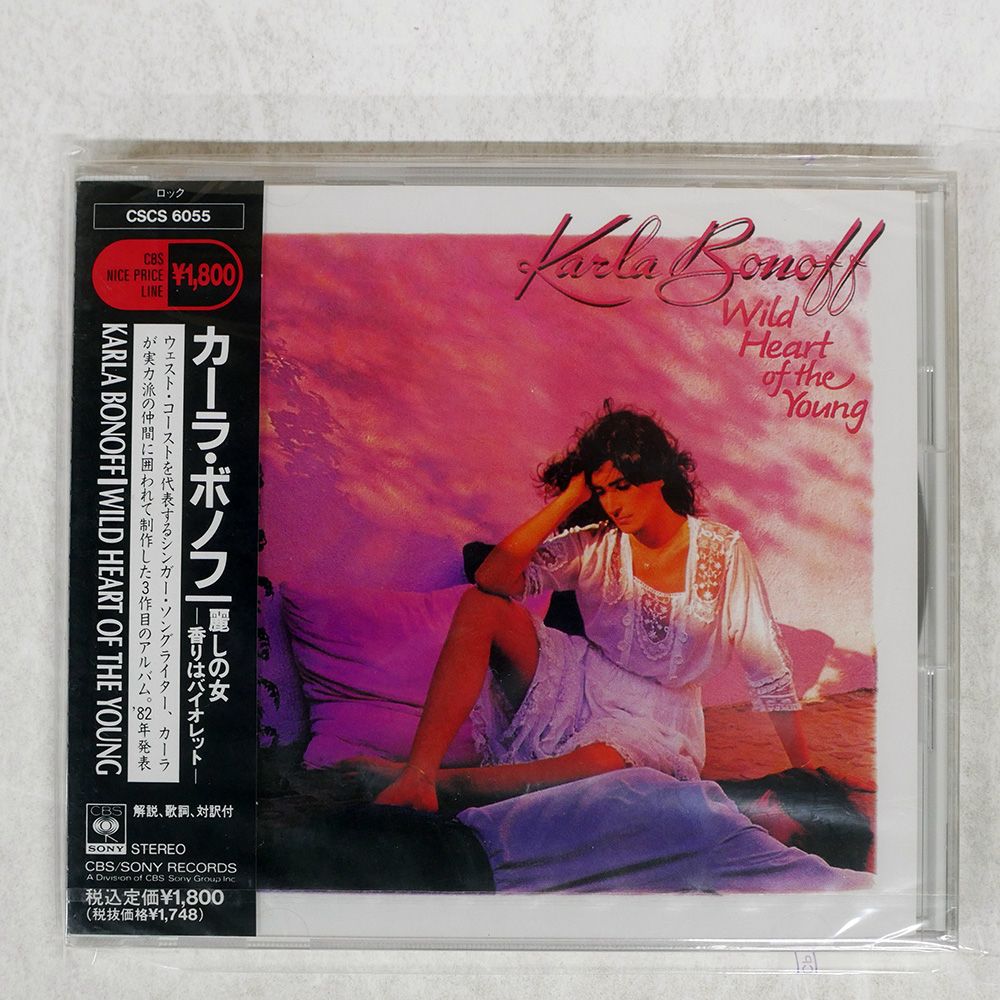 ロック
CSCS 6055
CBS
NICE PRICE
LINE
¥1,800
カーラ・ボノフ
麗しの女
―香りはバイオレット―
ウェスト・コーストを代表するシンガー・ソングライター、カーラ
が実力派の仲間に囲われて制作した3作目のアルバム。'82年発表
KARLA BONOFF WILD HEART OF THE YOUNG
CBS
SONY
解説、歌詞、対訳付
STEREO
CBS/SONY RECORDS
A Division of CBS Sony Group Inc.
税込定価¥1,800
(税抜価格¥1,748)
Karla Bonoff
Wild
Heart
of the
Young